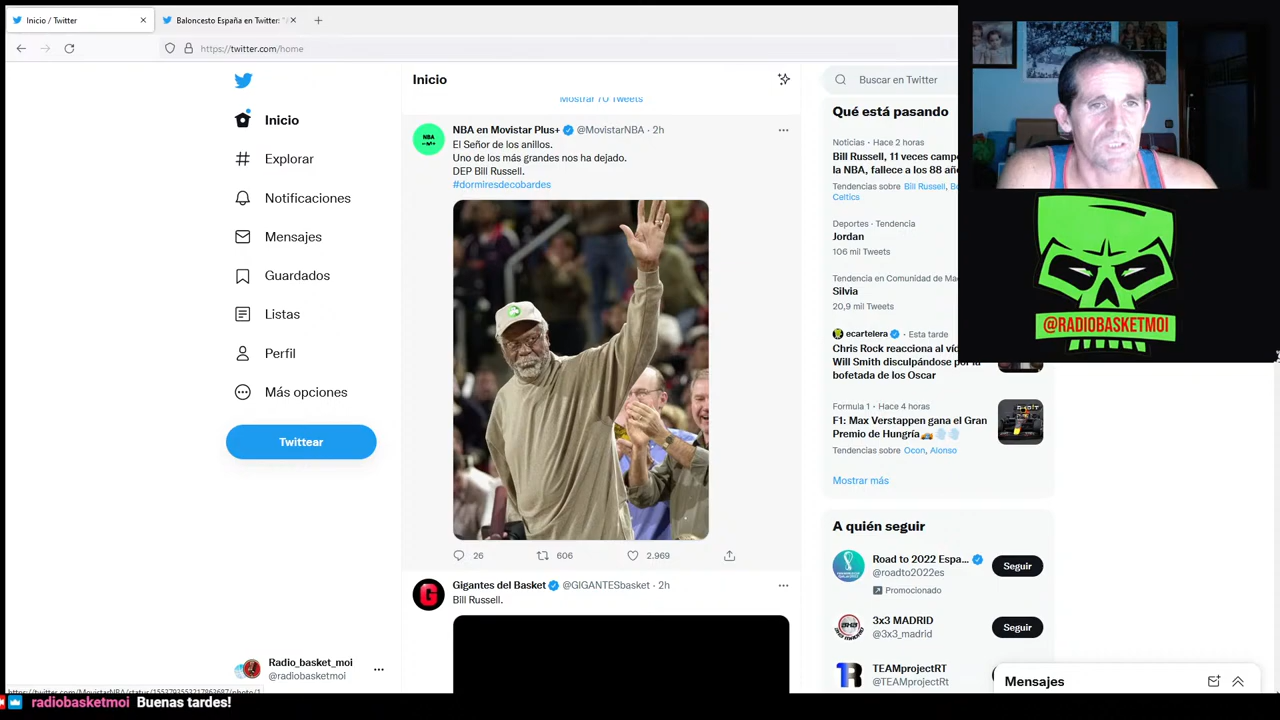 Inicio / Twitter
Baloncesto España en Twitter: "
https://twitter.com/home
Inicio
Explorar
Notificaciones
Mensajes
Guardados
Listas
Perfil
Más opciones
Twittear
Radio_basket_moi
@radiobasketmoi
Inicio
Mostrar 70 Tweets
NBA en Movistar Plus+ @MovistarNBA · 2h
El Señor de los anillos.
Uno de los más grandes nos ha dejado.
DEP Bill Russell.
#dormiresdecobardes
26 606 2.969
Gigantes del Basket @GIGANTESbasket · 2h
Bill Russell.
Buscar en Twitter
Qué está pasando
Noticias · Hace 2 horas
Bill Russell, 11 veces camp
la NBA, fallece a los 88 año
Tendencias sobre Bill Russell,
Celtics
Deportes · Tendencia
Jordan
106 mil Tweets
Tendencia en Comunidad de Ma
Silvia
20,9 mil Tweets
ecartelera · Esta tarde
Chris Rock reacciona al
Will Smith disculpándose por la
bofetada de los Oscar
Formula 1 · Hace 4 horas
F1: Max Verstappen gana el Gran
Premio de Hungría
Tendencias sobre Ocon, Alonso
Mostrar más
A quién seguir
Road to 2022 Espa...
@roadto2022es
Promocionado
Seguir
3x3 MADRID
@3x3_madrid
Seguir
TEAMprojectRT
@TEAMprojectRt
Mensajes
@RADIOBASKETMOI
radiobasketmoi Buenas tardes!